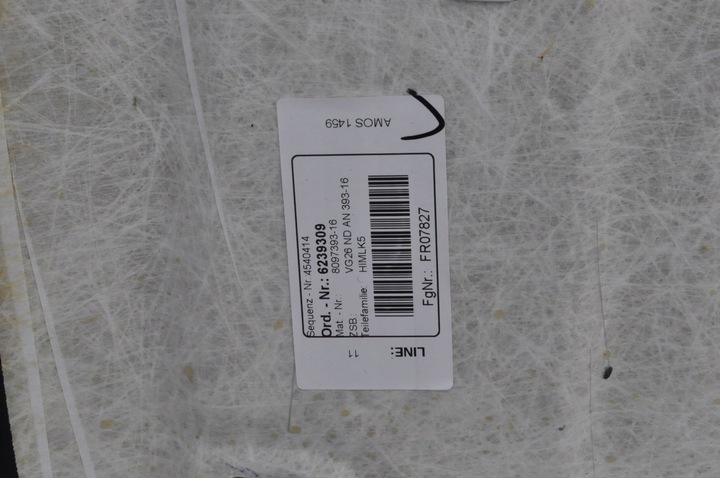 AMOS 1459
Sequenz - Nr.:4540414
Ord. - Nr.: 6239309
Mat. - Nr.: 8097393-16
ZSB.: VG26 ND AN 393-16
Teilefamilie: HIMLK5
FgNr.: FR07827
LINE: 11